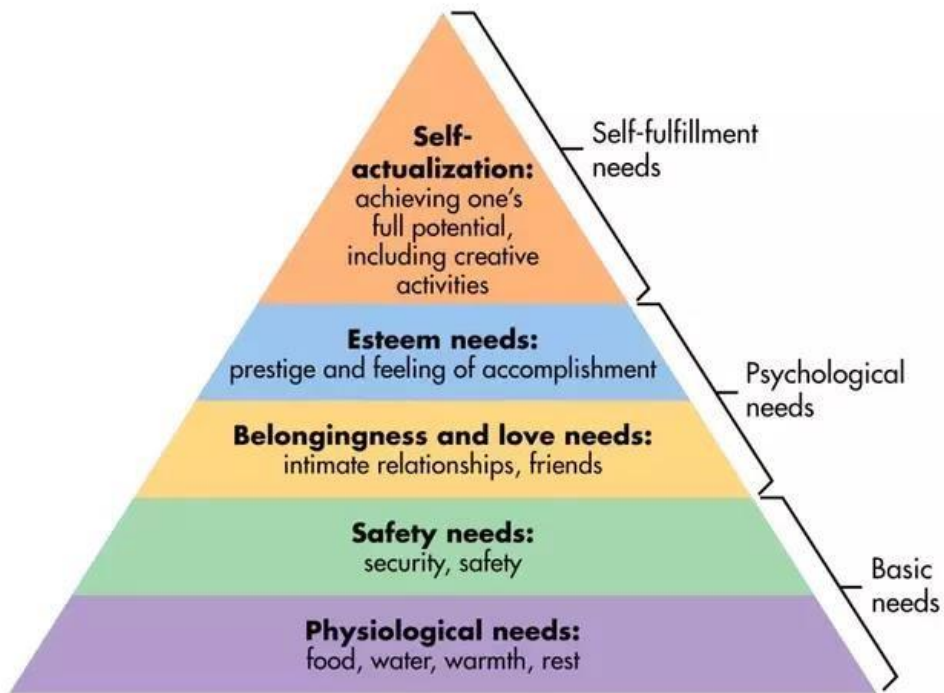 Self-
actualization:
achieving one's
full potential,
including creative
activities
Self-fulfillment
needs
Esteem needs:
prestige and feeling of accomplishment
Belongingness and love needs:
intimate relationships, friends
Psychological
needs
Safety needs:
security, safety
Physiological needs:
food, water, warmth, rest
Basic
needs